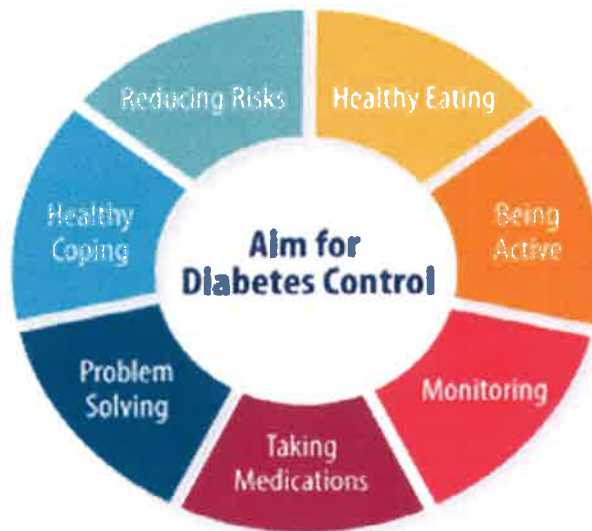 Reducing Risks
Healthy Eating
Healthy
Coping
Being
Active
Aim for
Diabetes Control
Problem
Solving
Monitoring
Taking
Medications